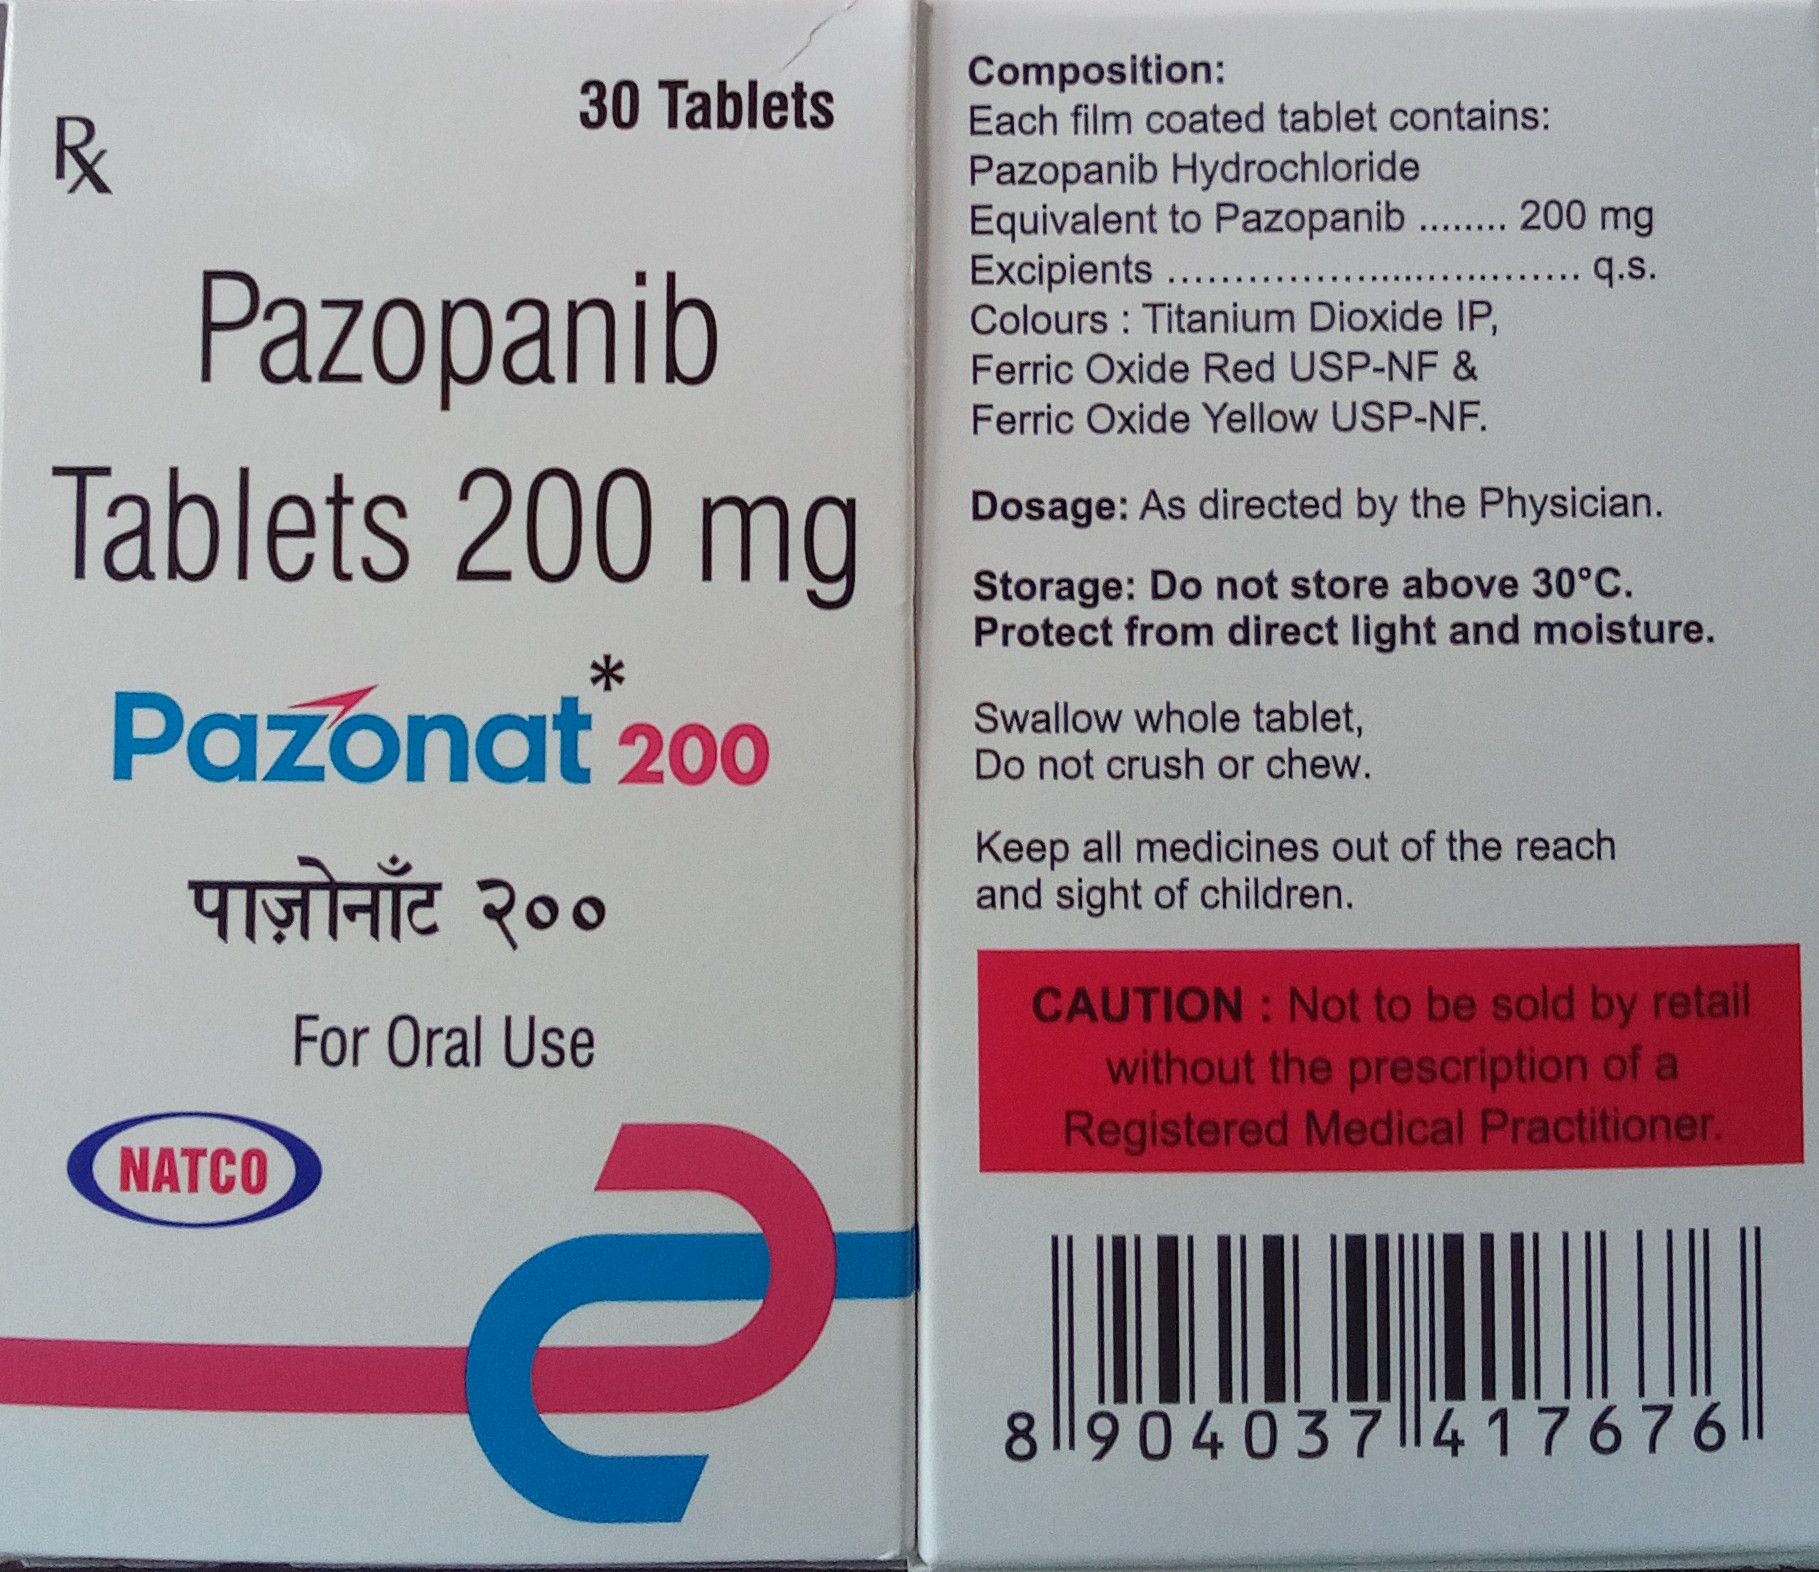 30 Tablets
Rx
Pazopanib
Tablets 200 mg
Pazonat* 200
पाज़ोनाँट २००
For Oral Use
NATCO
Composition:
Each film coated tablet contains:
Pazopanib Hydrochloride
Equivalent to Pazopanib ........ 200 mg
Excipients ................................ q.s.
Colours : Titanium Dioxide IP,
Ferric Oxide Red USP-NF &
Ferric Oxide Yellow USP-NF.
Dosage: As directed by the Physician.
Storage: Do not store above 30°C.
Protect from direct light and moisture.
Swallow whole tablet,
Do not crush or chew.
Keep all medicines out of the reach
and sight of children.
CAUTION : Not to be sold by retail
without the prescription of a
Registered Medical Practitioner.
8 904037 417676